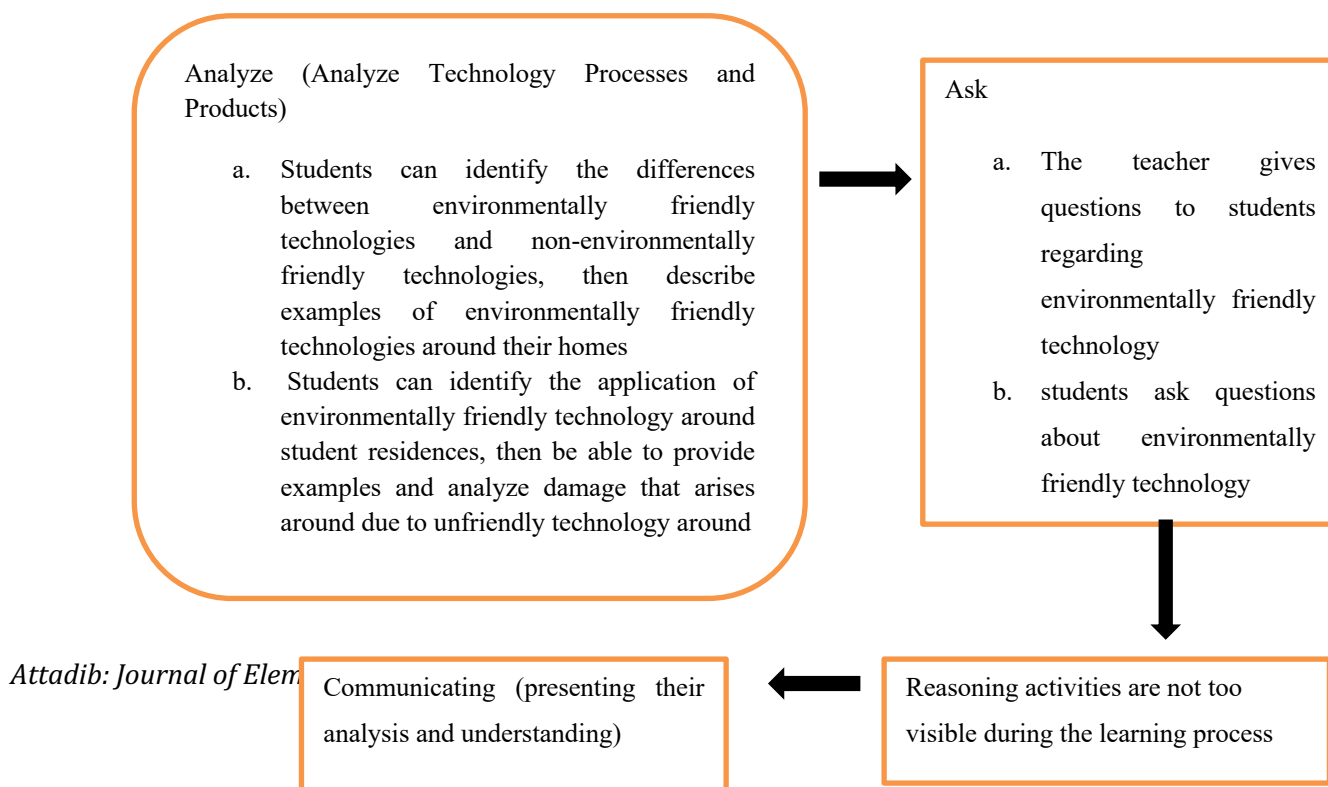 Analyze (Analyze Technology Processes and
Products)
a. Students can identify the differences
between environmentally friendly
technologies and non-environmentally
friendly technologies, then describe
examples of environmentally friendly
technologies around their homes
b. Students can identify the application of
environmentally friendly technology around
student residences, then be able to provide
examples and analyze damage that arises
around due to unfriendly technology around
Ask
a. The teacher gives
questions to students
regarding
environmentally friendly
technology
b. students ask questions
about environmentally
friendly technology
Reasoning activities are not too
visible during the learning process
Communicating (presenting their
analysis and understanding)
Attadib: Journal of Elem